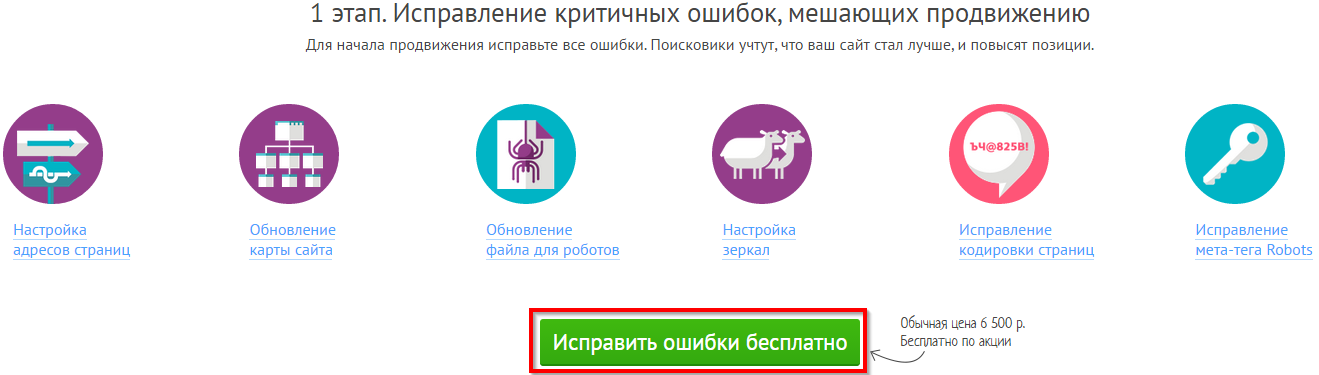 1 этап. Исправление критичных ошибок, мешающих продвижению
Для начала продвижения исправьте все ошибки. Поисковики учтут, что ваш сайт стал лучше, и повысят позиции.
ЪЧ@825В!
Настройка
адресов страниц
Обновление
карты сайта
Обновление
файла для роботов
Настройка
зеркал
Исправление
кодировки страниц
Исправление
мета-тега Robots
Исправить ошибки бесплатно
Обычная цена 6 500 р.
Бесплатно по акции